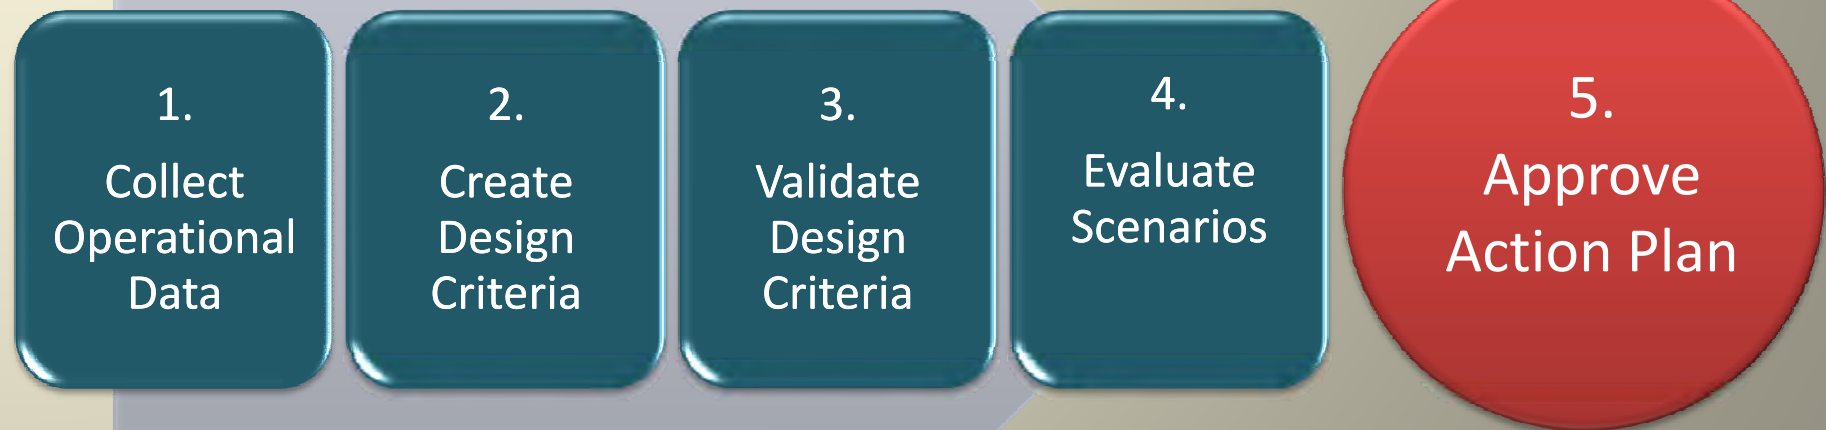 1.
Collect
Operational
Data
2.
Create
Design
Criteria
3.
Validate
Design
Criteria
4.
Evaluate
Scenarios
5.
Approve
Action Plan